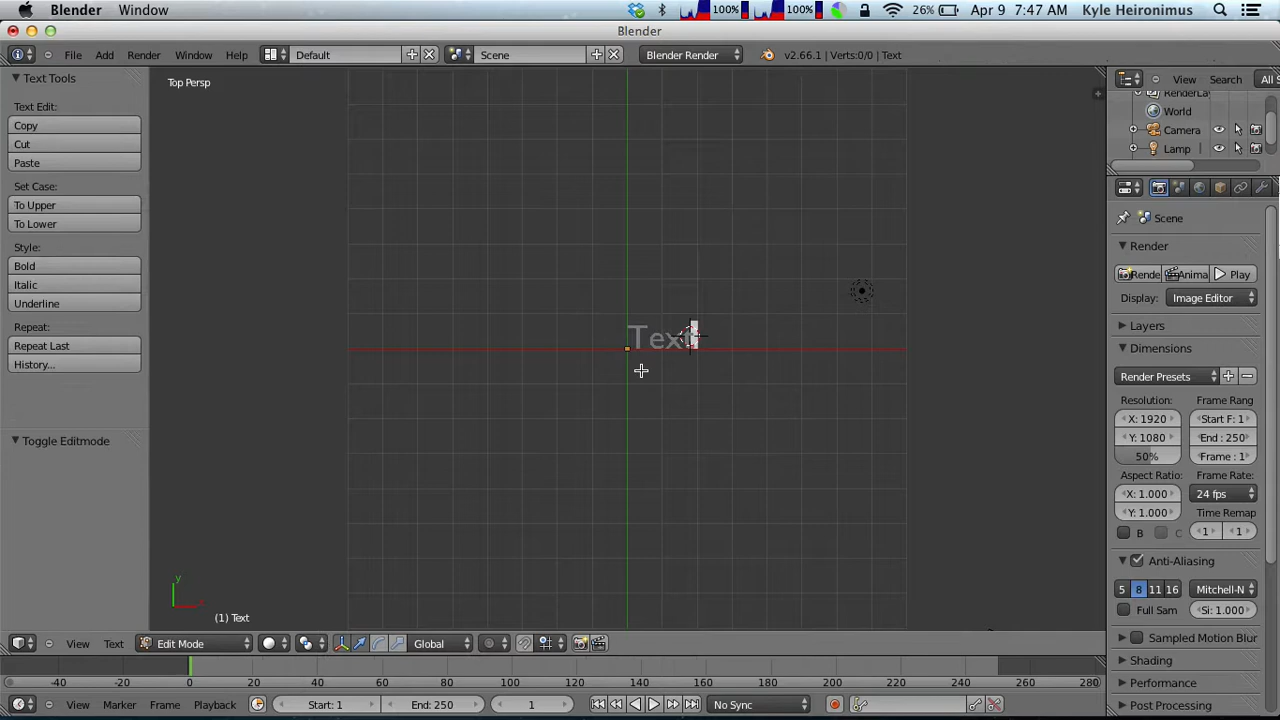 Blender Window 100% 100% 26% Apr 9 7:47 AM Kyle Heironimus
Blender
File Add Render Window Help Default Scene Blender Render v2.66.1 | Verts:0/0 | Text
Text Tools
Text Edit:
Copy
Cut
Paste
Set Case:
To Upper
To Lower
Style:
Bold
Italic
Underline
Repeat:
Repeat Last
History...
Toggle Editmode
Top Persp
Text
y
x
(1) Text
View Search All S
RenderLay
World
Camera
Lamp
Scene
Render
Rende Anima Play
Display: Image Editor
Layers
Dimensions
Render Presets
Resolution: Frame Rang
X: 1920 Start F: 1
Y: 1080 End : 250
50% Frame : 1
Aspect Ratio: Frame Rate:
X: 1.000 24 fps
Y: 1.000 Time Remap
B C 1 1
Anti-Aliasing
5 8 11 16 Mitchell-N
Full Sam Si: 1.000
Sampled Motion Blur
Shading
Performance
Post Processing
View Text Edit Mode Global
-40 -20 0 20 40 60 80 100 120 140 160 180 200 220 240 260 280
View Marker Frame Playback Start: 1 End: 250 1 No Sync